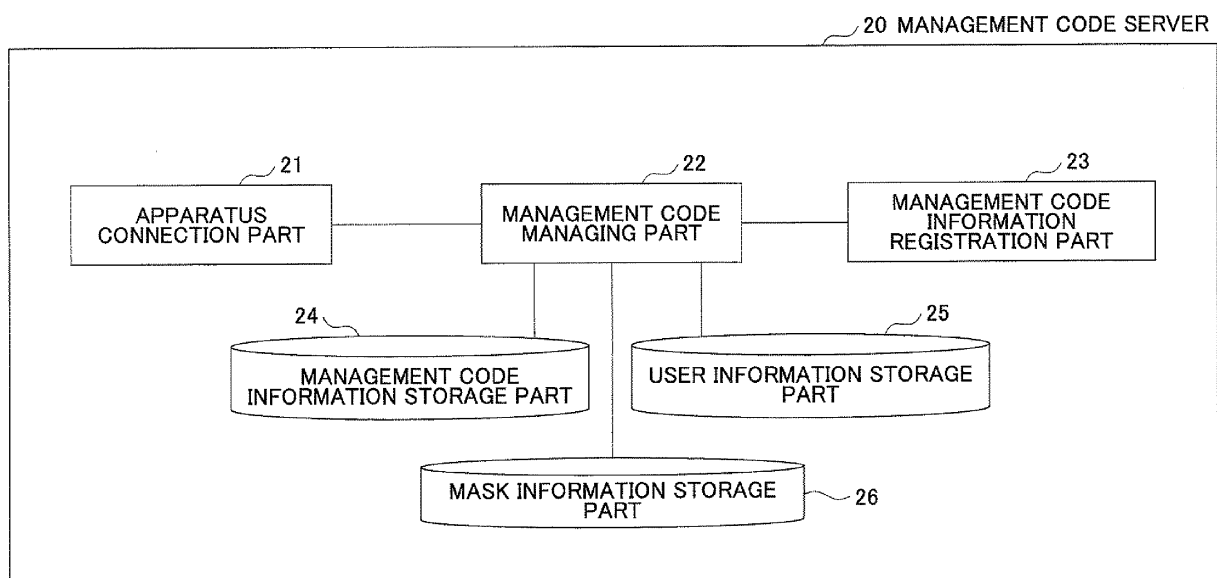 20 MANAGEMENT CODE SERVER
21
22
23
APPARATUS
CONNECTION PART
MANAGEMENT CODE
MANAGING PART
MANAGEMENT CODE
INFORMATION
REGISTRATION PART
24
25
MANAGEMENT CODE
INFORMATION STORAGE PART
USER INFORMATION STORAGE
PART
MASK INFORMATION STORAGE
PART
26